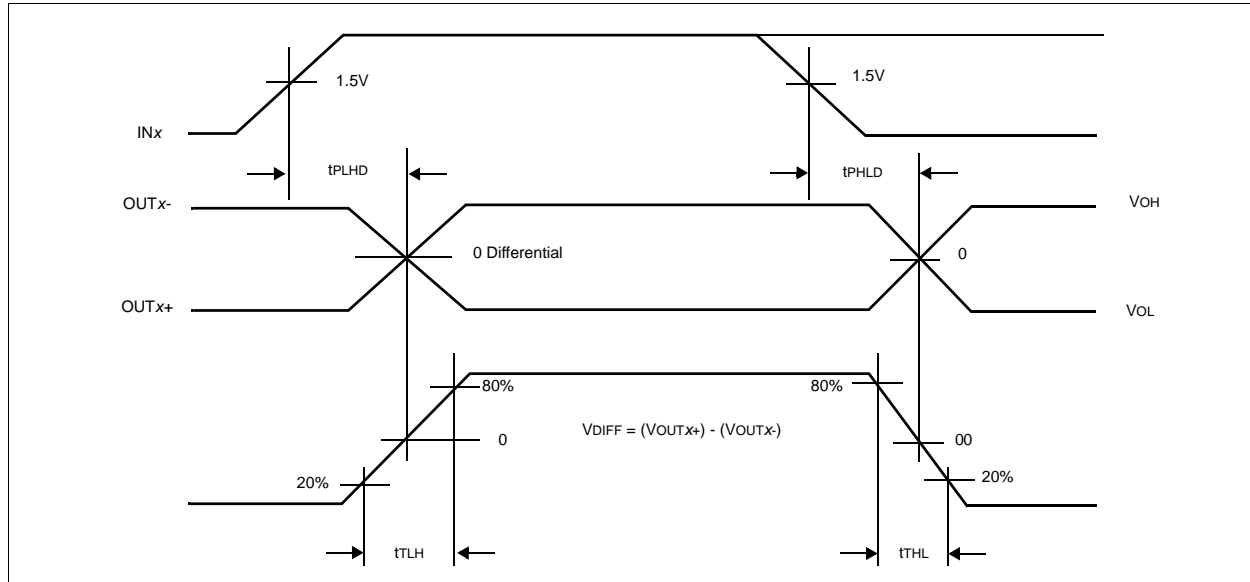 1.5V
1.5V
INx
tPLHD
tPHLD
OUTx-
VOH
0 Differential
0
OUTx+
VOL
80%
80%
0
VDIFF = (VOUTx+) - (VOUTx-)
00
20%
20%
tTLH
tTHL